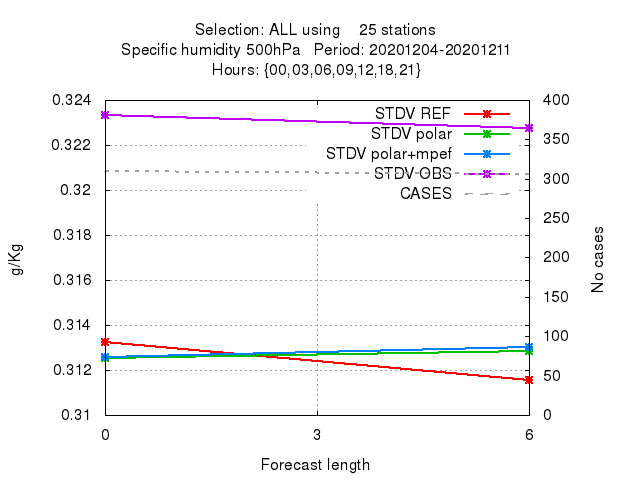 Selection: ALL using 25 stations
Specific humidity 500hPa Period: 20201204-20201211
Hours: {00,03,06,09,12,18,21}
0.324
0.322
0.32
0.318
0.316
0.314
0.312
0.31
g/Kg
STDV REF
STDV polar
STDV polar+mpef
STDV OBS
CASES
400
350
300
250
200
150
100
50
0
No cases
0 3 6
Forecast length